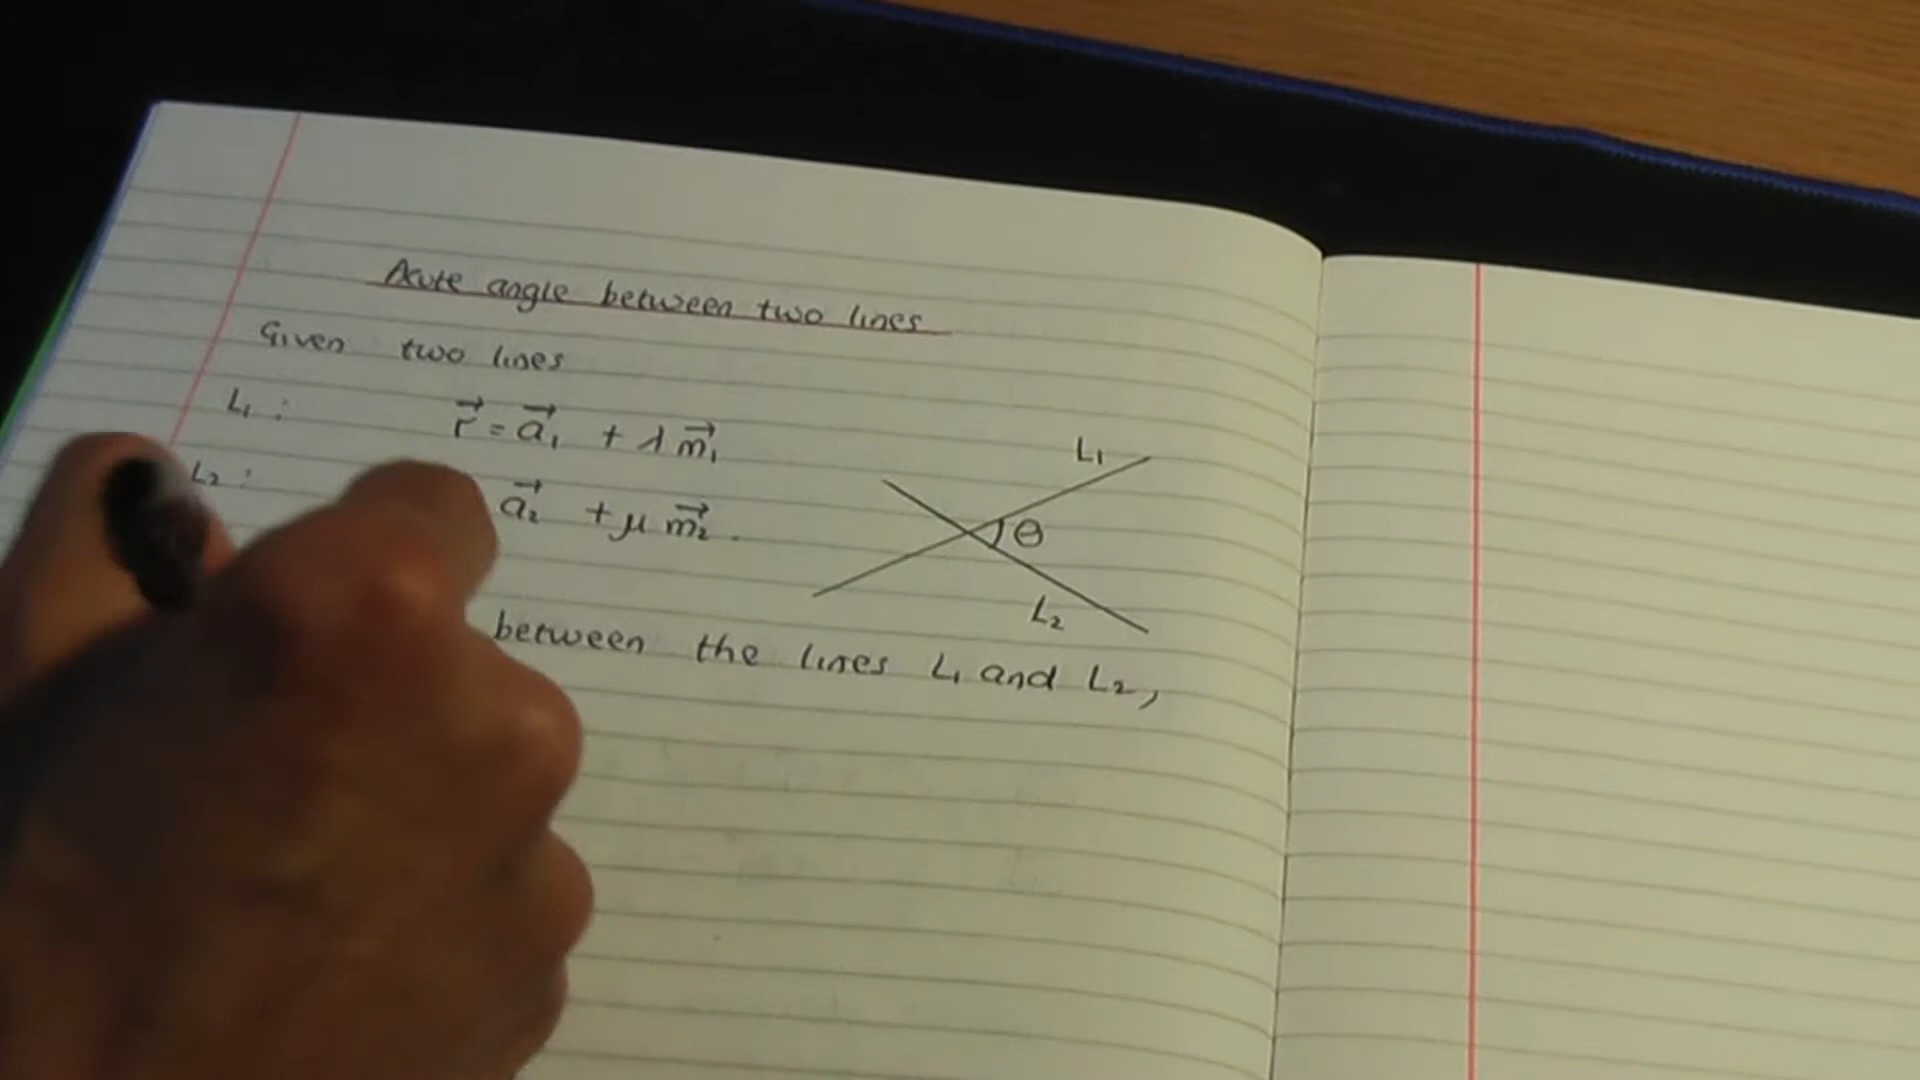 Acute angle between two lines
Given two lines
L₁ : r⃗ = a⃗₁ + λ m⃗₁
L₂ : a⃗₂ + μ m⃗₂ .
L₁
θ
L₂
between the lines L₁ and L₂,